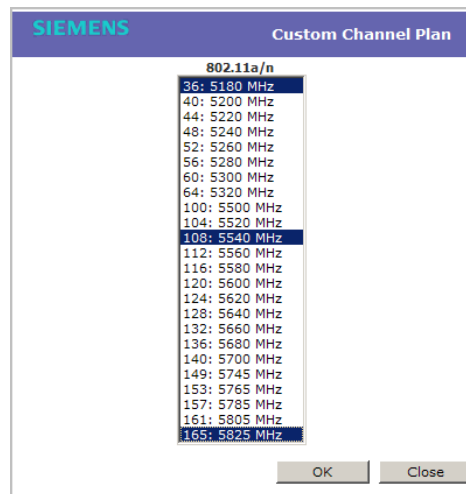 SIEMENS
Custom Channel Plan
802.11a/n
36: 5180 MHz
40: 5200 MHz
44: 5220 MHz
48: 5240 MHz
52: 5260 MHz
56: 5280 MHz
60: 5300 MHz
64: 5320 MHz
100: 5500 MHz
104: 5520 MHz
108: 5540 MHz
112: 5560 MHz
116: 5580 MHz
120: 5600 MHz
124: 5620 MHz
128: 5640 MHz
132: 5660 MHz
136: 5680 MHz
140: 5700 MHz
149: 5745 MHz
153: 5765 MHz
157: 5785 MHz
161: 5805 MHz
165: 5825 MHz
OK
Close